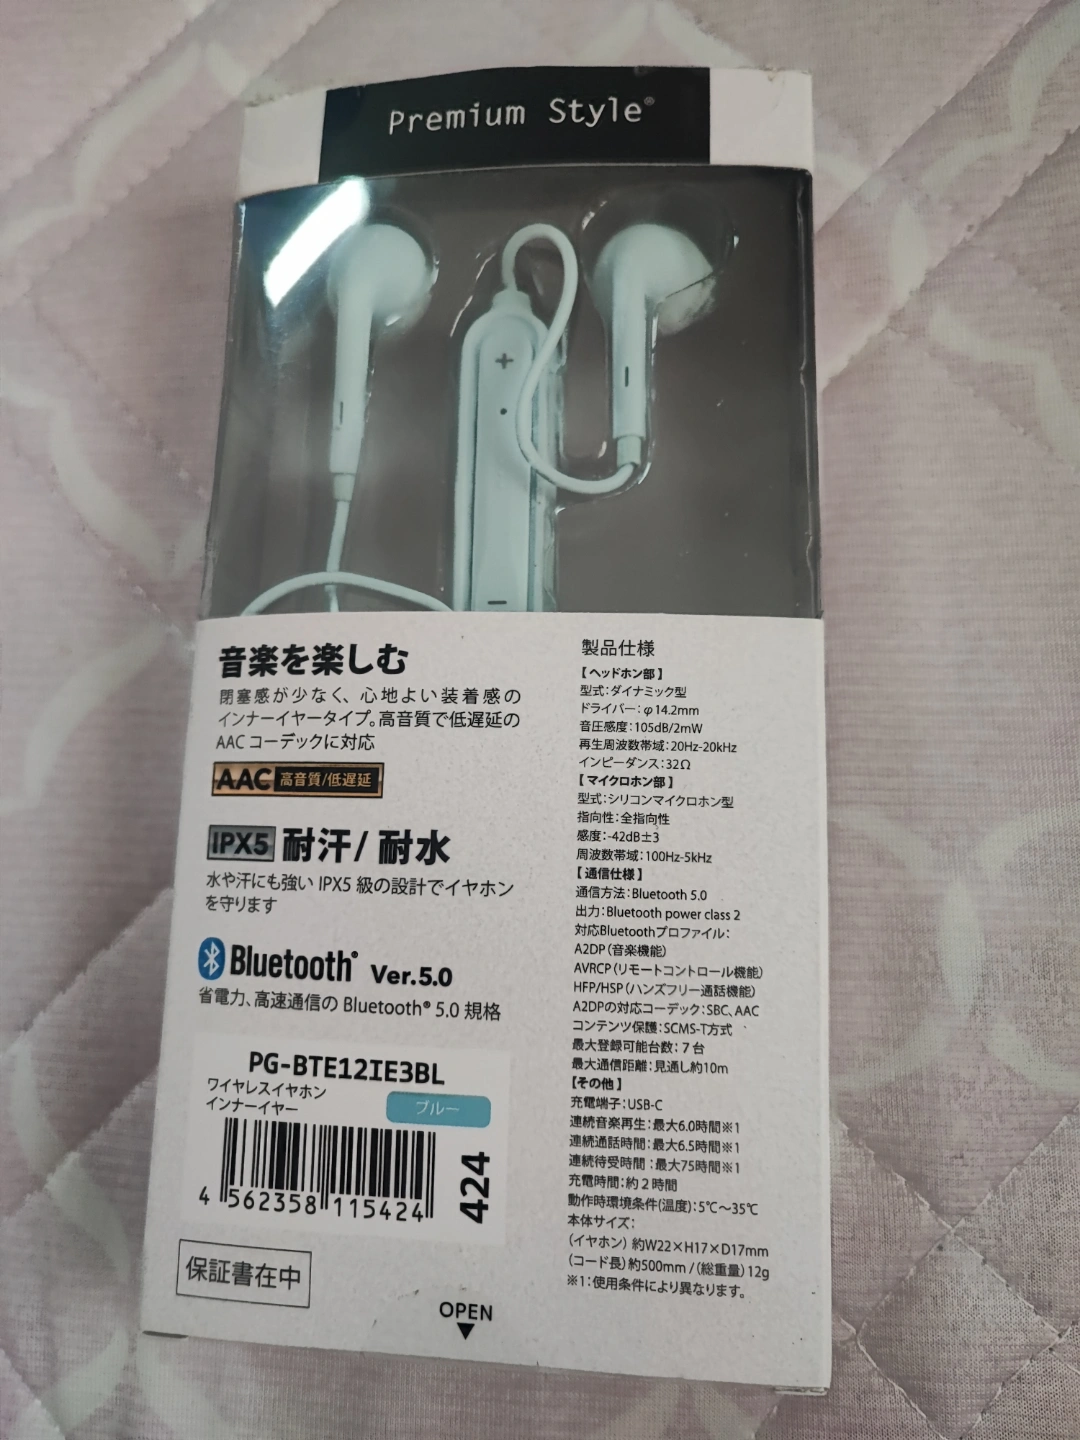 Premium Style®
音楽を楽しむ
閉塞感が少なく、心地よい装着感の
インナーイヤータイプ。高音質で低遅延の
AACコーデックに対応
AAC 高音質/低遅延
IPX5 耐汗/耐水
水や汗にも強い IPX5 級の設計でイヤホン
を守ります
Bluetooth® Ver.5.0
省電力、高速通信の Bluetooth® 5.0 規格
PG-BTE12IE3BL
ワイヤレスイヤホン
インナーイヤー
ブルー
4 562358 115424
424
保証書在中
OPEN
製品仕様
【ヘッドホン部】
型式:ダイナミック型
ドライバー:φ14.2mm
音圧感度:105dB/2mW
再生周波数帯域:20Hz-20kHz
インピーダンス:32Ω
【マイクロホン部】
型式:シリコンマイクロホン型
指向性:全指向性
感度:-42dB±3
周波数帯域:100Hz-5kHz
【通信仕様】
通信方法:Bluetooth 5.0
出力:Bluetooth power class 2
対応Bluetoothプロファイル:
A2DP(音楽機能)
AVRCP(リモートコントロール機能)
HFP/HSP(ハンズフリー通話機能)
A2DPの対応コーデック:SBC、AAC
コンテンツ保護:SCMS-T方式
最大登録可能台数:7台
最大通信距離:見通し約10m
【その他】
充電端子:USB-C
連続音楽再生:最大6.0時間※1
連続通話時間:最大6.5時間※1
連続待受時間:最大75時間※1
充電時間:約2時間
動作時環境条件(温度):5℃～35℃
本体サイズ:
(イヤホン) 約W22×H17×D17mm
(コード長)約500mm/(総重量)12g
※1:使用条件により異なります。